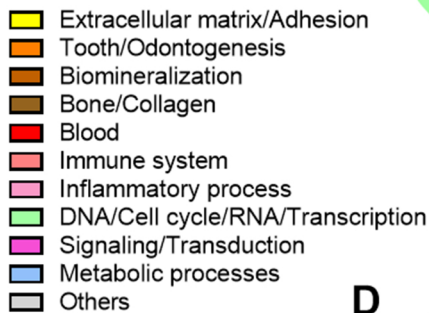 Extracellular matrix/Adhesion
Tooth/Odontogenesis
Biomineralization
Bone/Collagen
Blood
Immune system
Inflammatory process
DNA/Cell cycle/RNA/Transcription
Signaling/Transduction
Metabolic processes
Others
D